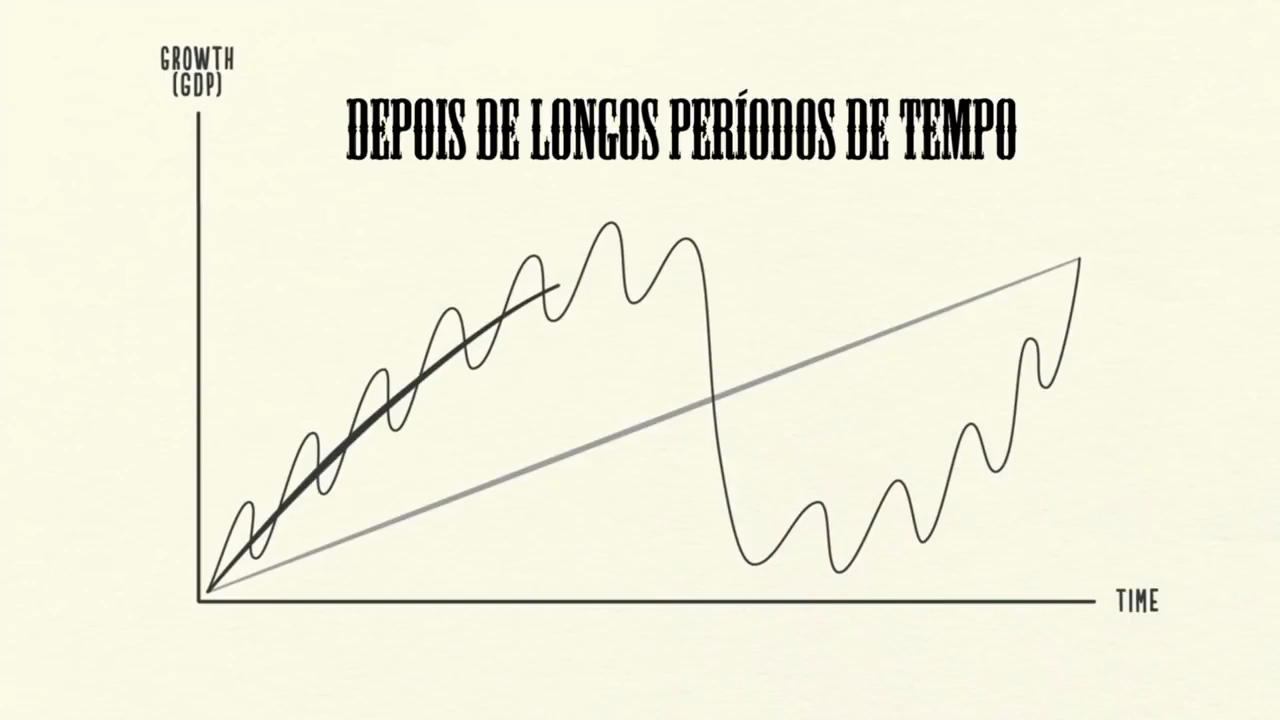 GROWTH
(GDP)
DEPOIS DE LONGOS PERÍODOS DE TEMPO
TIME